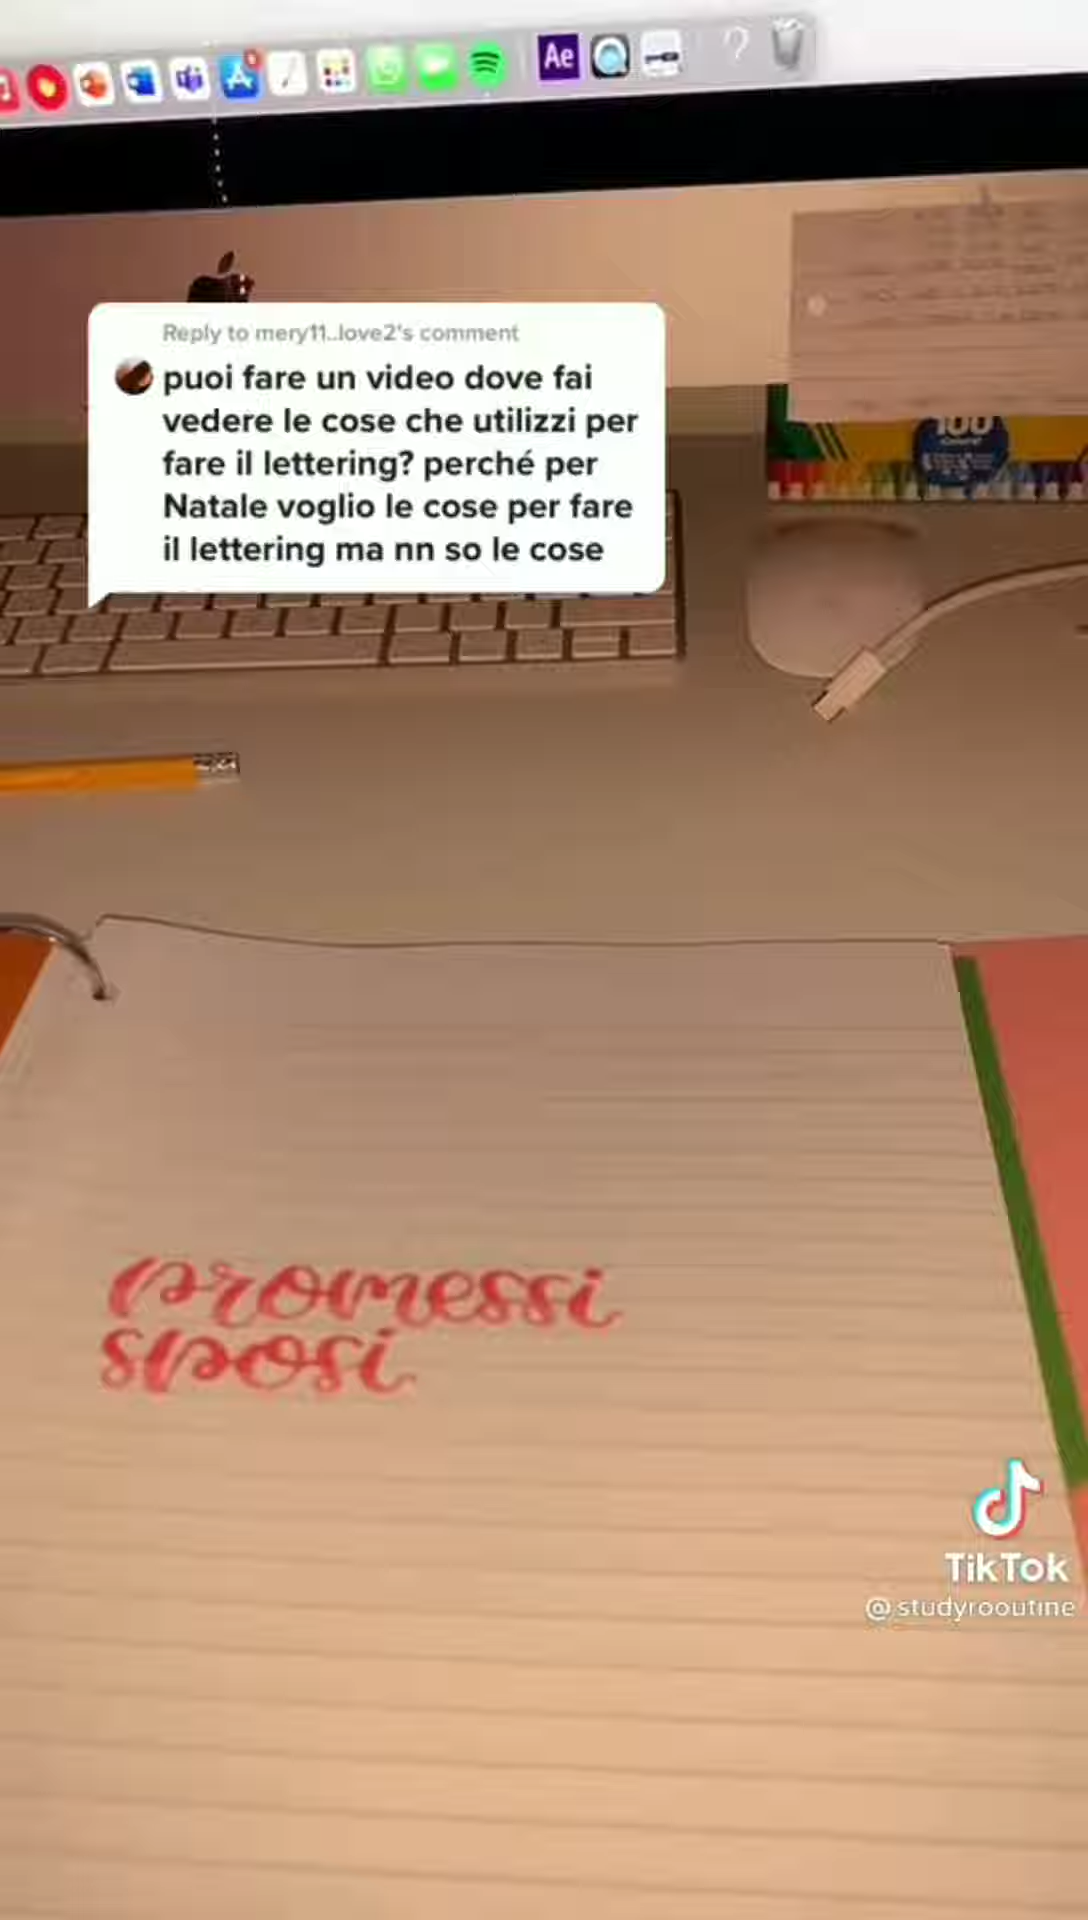 Ae
Reply to mery11..love2's comment
puoi fare un video dove fai
vedere le cose che utilizzi per
fare il lettering? perché per
Natale voglio le cose per fare
il lettering ma nn so le cose
100
promessi
sposi
TikTok
@studyrooutine